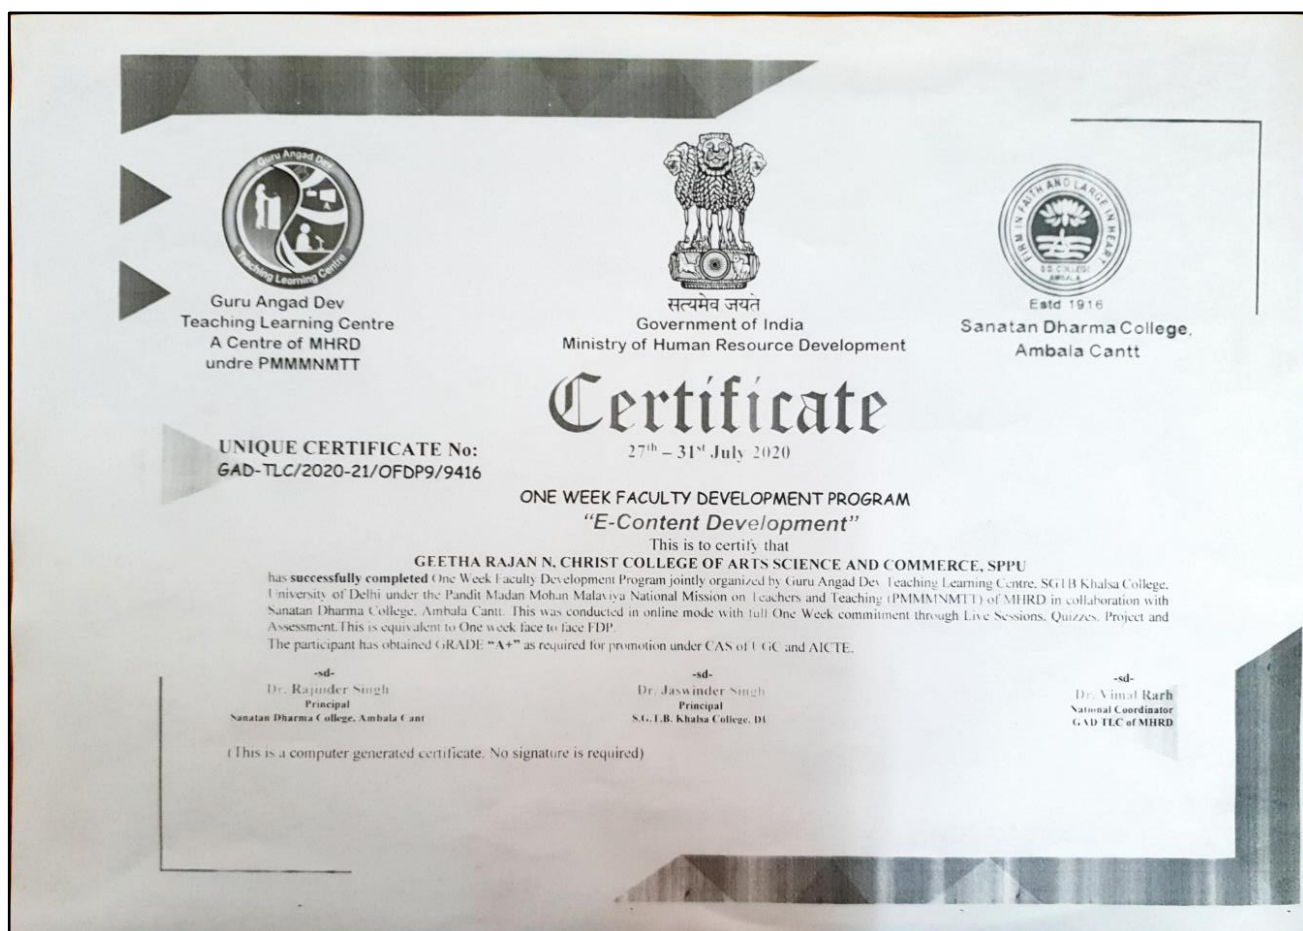 Guru Angad Dev
Teaching Learning Centre
Guru Angad Dev
Teaching Learning Centre
A Centre of MHRD
undre PMMMNMTT
सत्यमेव जयते
Government of India
Ministry of Human Resource Development
FIRM IN FAITH AND LARGE IN HEART
S.D. COLLEGE
AMBALA
Estd 1916
Sanatan Dharma College,
Ambala Cantt
Certificate
27th – 31st July 2020
UNIQUE CERTIFICATE No:
GAD-TLC/2020-21/OFDP9/9416
ONE WEEK FACULTY DEVELOPMENT PROGRAM
"E-Content Development"
This is to certify that
GEETHA RAJAN N, CHRIST COLLEGE OF ARTS SCIENCE AND COMMERCE, SPPU
has successfully completed One Week Faculty Development Program jointly organized by Guru Angad Dev Teaching Learning Centre, SGTB Khalsa College,
University of Delhi under the Pandit Madan Mohan Malaviya National Mission on Teachers and Teaching (PMMMNMTT) of MHRD in collaboration with
Sanatan Dharma College, Ambala Cantt. This was conducted in online mode with full One Week commitment through Live Sessions, Quizzes, Project and
Assessment.This is equivalent to One week face to face FDP.
The participant has obtained GRADE "A+" as required for promotion under CAS of UGC and AICTE.
-sd-
Dr. Rajinder Singh
Principal
Sanatan Dharma College, Ambala Cant
-sd-
Dr. Jaswinder Singh
Principal
S.G.T.B. Khalsa College, DU
-sd-
Dr. Vimal Rarh
National Coordinator
GAD TLC of MHRD
(This is a computer generated certificate. No signature is required)